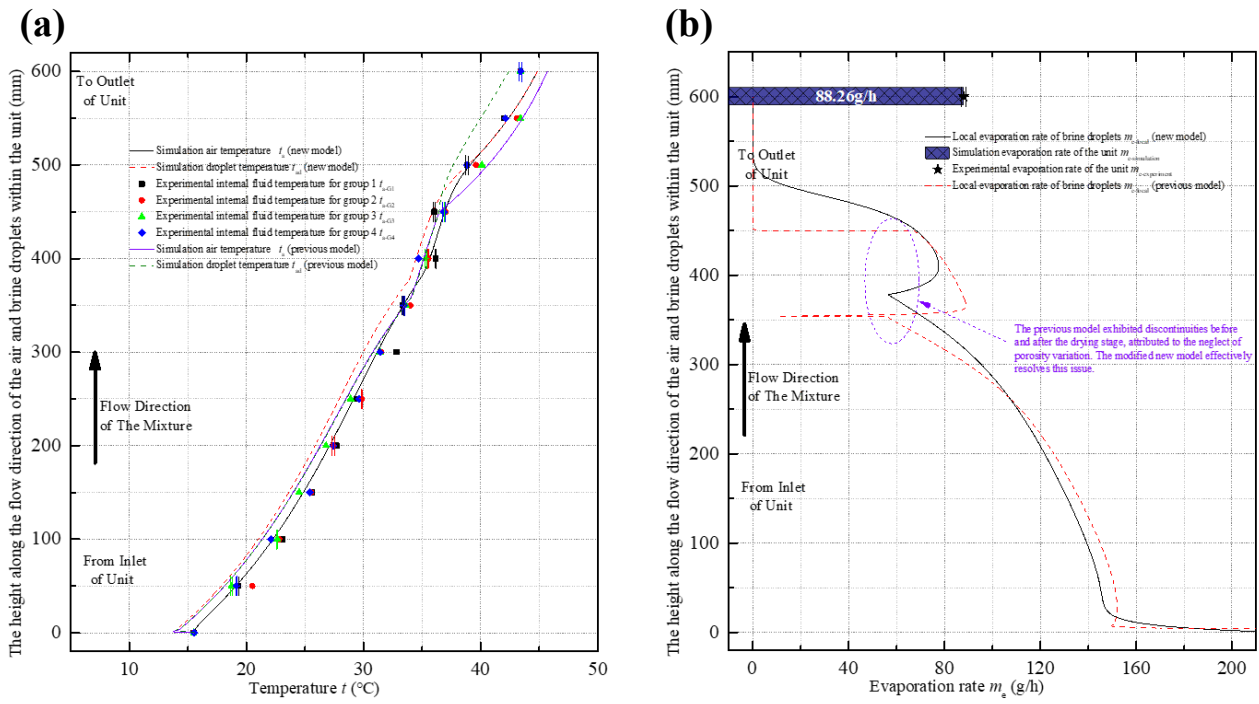 (a)
The height along the flow direction of the air and brine droplets within the unit (mm)
600
500
400
300
200
100
0
To Outlet
of Unit
Simulation air temperature t_a (new model)
Simulation droplet temperature t_ad (new model)
Experimental internal fluid temperature for group 1 t_a-G1
Experimental internal fluid temperature for group 2 t_a-G2
Experimental internal fluid temperature for group 3 t_a-G3
Experimental internal fluid temperature for group 4 t_a-G4
Simulation air temperature t_a (previous model)
Simulation droplet temperature t_ad (previous model)
Flow Direction
of The Mixture
From Inlet
of Unit
10 20 30 40 50
Temperature t (°C)
(b)
The height along the flow direction of the air and brine droplets within the unit (mm)
600
500
400
300
200
100
0
88.26g/h
To Outlet
of Unit
Local evaporation rate of brine droplets m_e-local (new model)
Simulation evaporation rate of the unit m_e-simulation
Experimental evaporation rate of the unit m_e-experiment
Local evaporation rate of brine droplets m_e-local (previous model)
The previous model exhibited discontinuities before
and after the drying stage, attributed to the neglect of
porosity variation. The modified new model effectively
resolves this issue.
Flow Direction
of The Mixture
From Inlet
of Unit
0 40 80 120 160 200
Evaporation rate m_e (g/h)